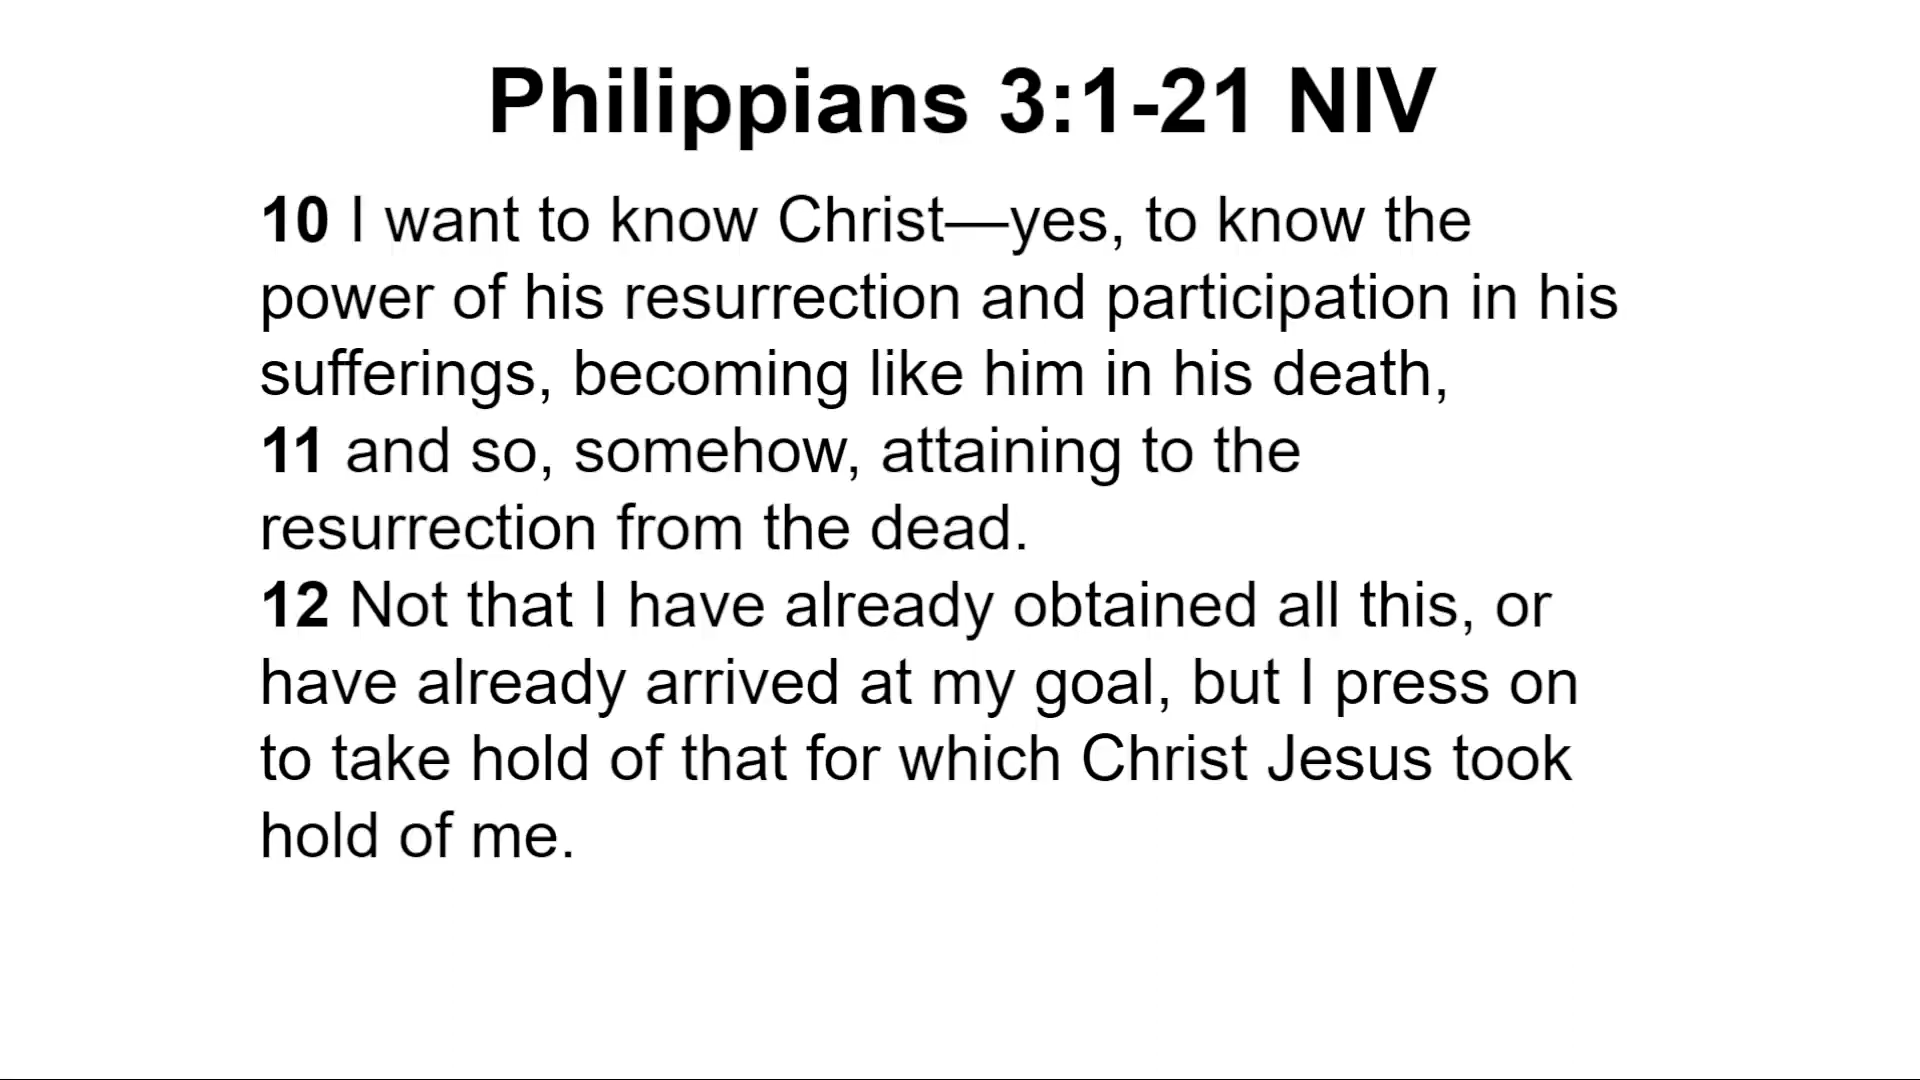 Philippians 3:1-21 NIV
10 I want to know Christ—yes, to know the
power of his resurrection and participation in his
sufferings, becoming like him in his death,
11 and so, somehow, attaining to the
resurrection from the dead.
12 Not that I have already obtained all this, or
have already arrived at my goal, but I press on
to take hold of that for which Christ Jesus took
hold of me.